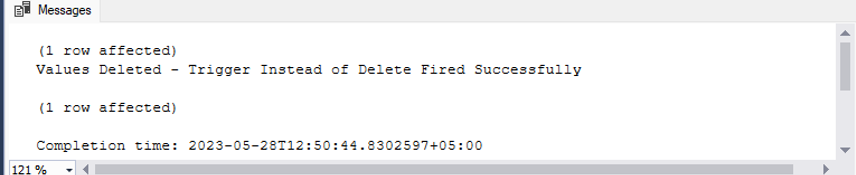 Messages
(1 row affected)
Values Deleted - Trigger Instead of Delete Fired Successfully
(1 row affected)
Completion time: 2023-05-28T12:50:44.8302597+05:00
121 %